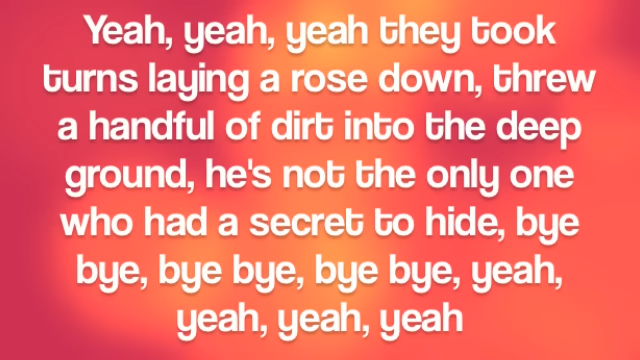 Yeah, yeah, yeah they took
turns laying a rose down, threw
a handful of dirt into the deep
ground, he's not the only one
who had a secret to hide, bye
bye, bye bye, bye bye, yeah,
yeah, yeah, yeah